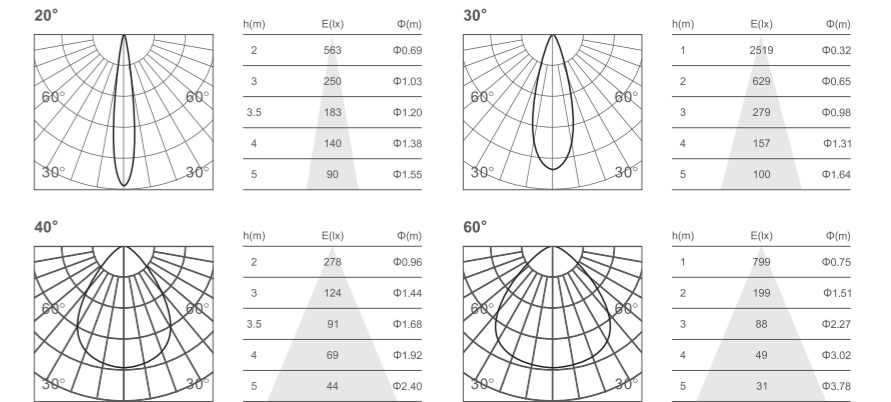 20°
h(m) E(lx) Φ(m)
2 563 Φ0.69
3 250 Φ1.03
3.5 183 Φ1.20
4 140 Φ1.38
5 90 Φ1.55
60° 60°
30° 30°
30°
h(m) E(lx) Φ(m)
1 2519 Φ0.32
2 629 Φ0.65
3 279 Φ0.98
4 157 Φ1.31
5 100 Φ1.64
60° 60°
30° 30°
40°
h(m) E(lx) Φ(m)
2 278 Φ0.96
3 124 Φ1.44
3.5 91 Φ1.68
4 69 Φ1.92
5 44 Φ2.40
60° 60°
30° 30°
60°
h(m) E(lx) Φ(m)
1 799 Φ0.75
2 199 Φ1.51
3 88 Φ2.27
4 49 Φ3.02
5 31 Φ3.78
60° 60°
30° 30°